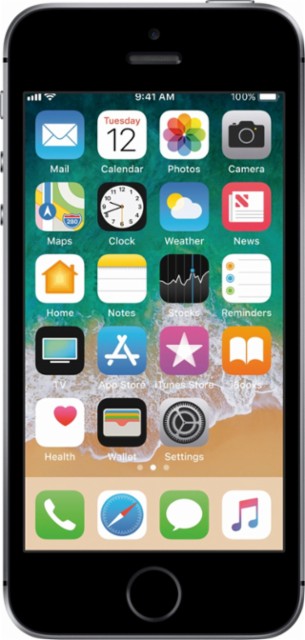 9:41 AM 100%
Tuesday
12
Mail Calendar Photos Camera
280
Maps Clock Weather News
Home Notes Stocks Reminders
TV App Store iTunes Store iBooks
Health Wallet Settings